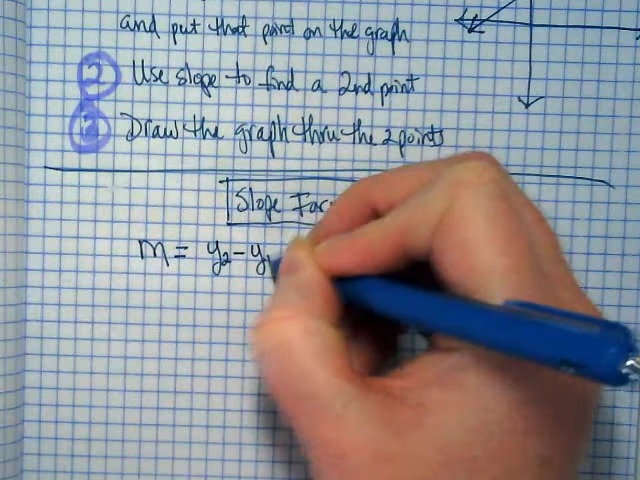 and put that point on the graph
2 Use slope to find a 2nd point
3 Draw the graph thru the 2 points
Slope
m = y₂ - y₁